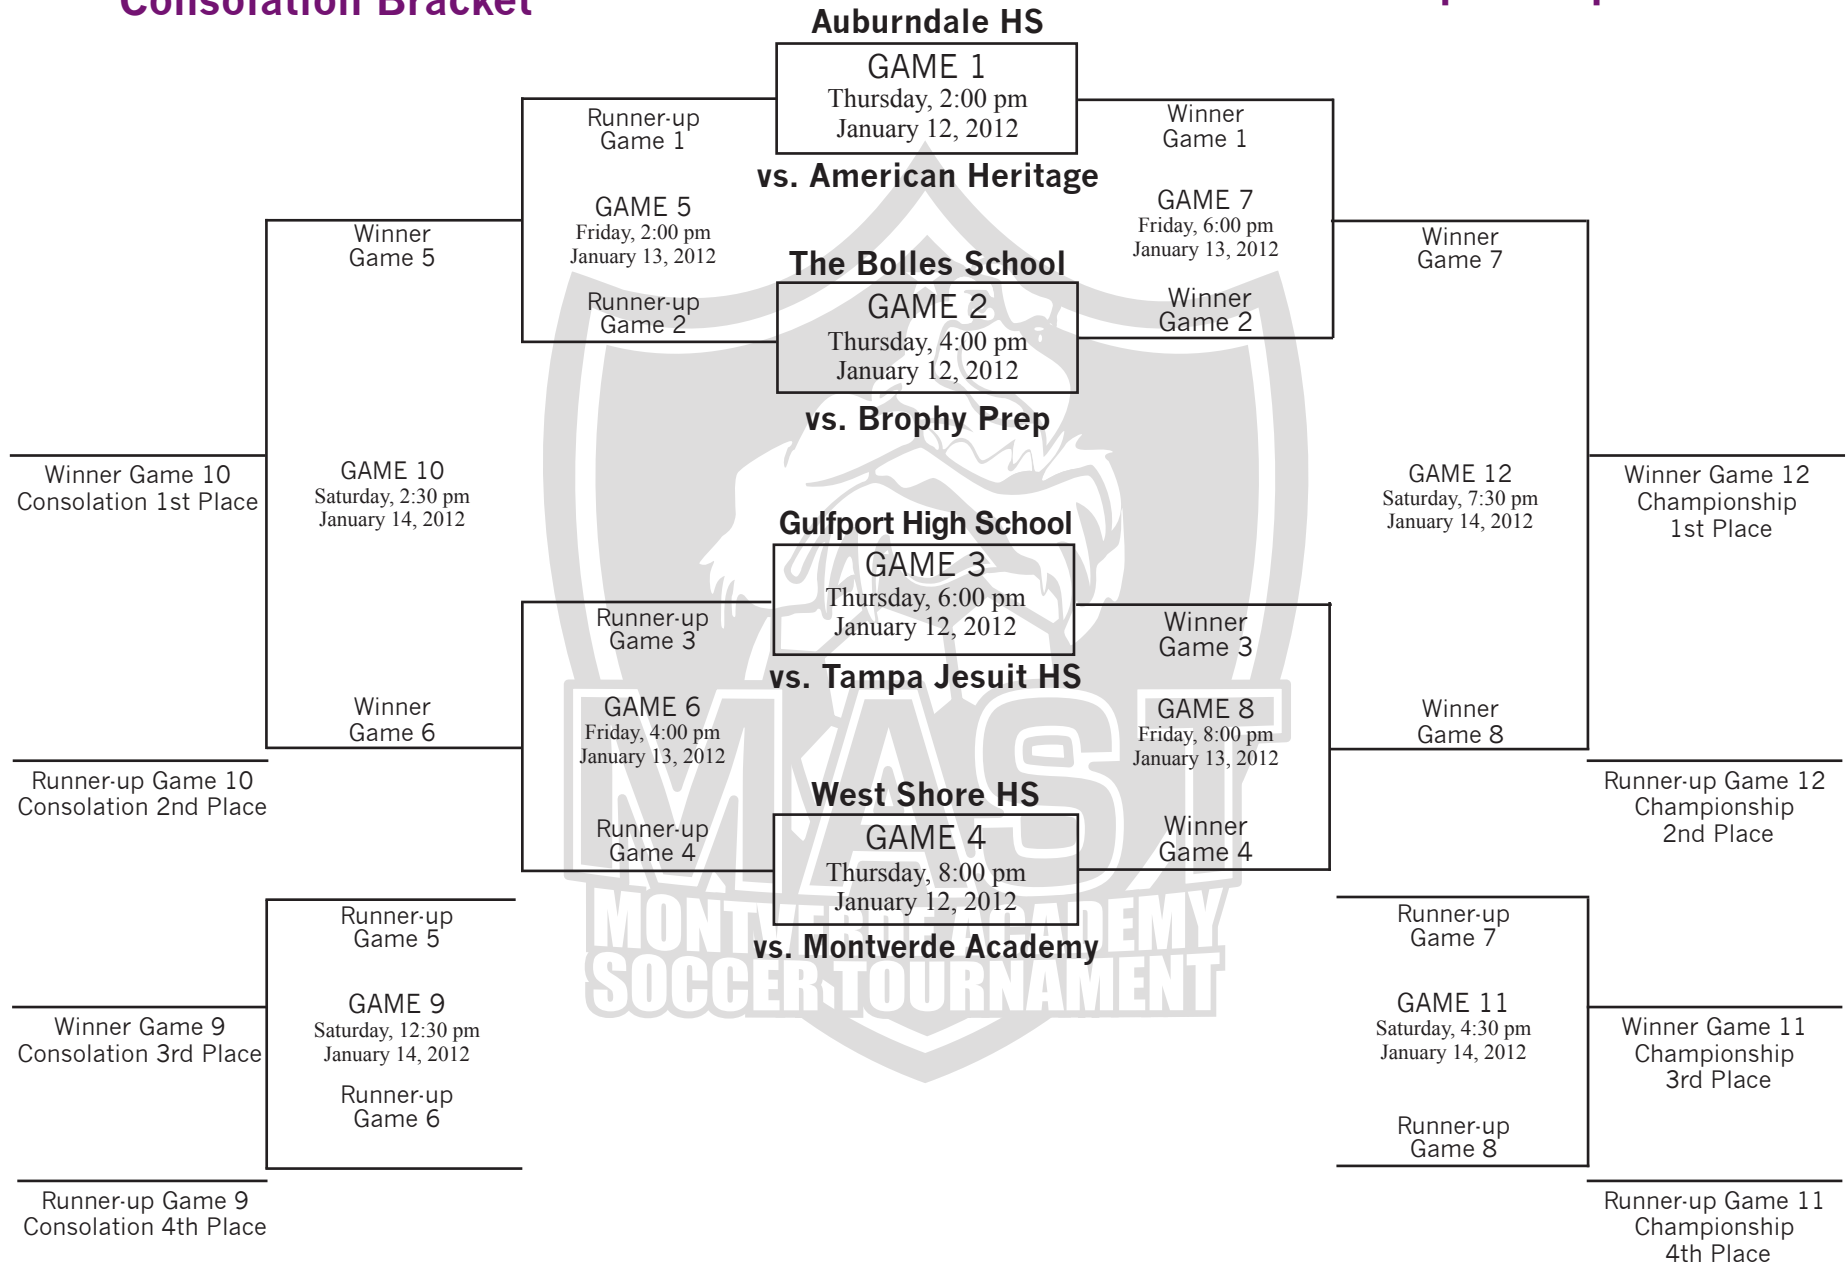 Consolation Bracket
Auburndale HS
GAME 1
Thursday, 2:00 pm
January 12, 2012
vs. American Heritage
The Bolles School
GAME 2
Thursday, 4:00 pm
January 12, 2012
vs. Brophy Prep
Gulfport High School
GAME 3
Thursday, 6:00 pm
January 12, 2012
vs. Tampa Jesuit HS
West Shore HS
GAME 4
Thursday, 8:00 pm
January 12, 2012
vs. Montverde Academy
Runner-up
Game 1
GAME 5
Friday, 2:00 pm
January 13, 2012
Runner-up
Game 2
Runner-up
Game 3
GAME 6
Friday, 4:00 pm
January 13, 2012
Runner-up
Game 4
Winner
Game 5
GAME 10
Saturday, 2:30 pm
January 14, 2012
Winner
Game 6
Winner Game 10
Consolation 1st Place
Runner-up Game 10
Consolation 2nd Place
Runner-up
Game 5
GAME 9
Saturday, 12:30 pm
January 14, 2012
Runner-up
Game 6
Winner Game 9
Consolation 3rd Place
Runner-up Game 9
Consolation 4th Place
Winner
Game 1
GAME 7
Friday, 6:00 pm
January 13, 2012
Winner
Game 2
Winner
Game 3
GAME 8
Friday, 8:00 pm
January 13, 2012
Winner
Game 4
Winner
Game 7
GAME 12
Saturday, 7:30 pm
January 14, 2012
Winner
Game 8
Winner Game 12
Championship
1st Place
Runner-up Game 12
Championship
2nd Place
Runner-up
Game 7
GAME 11
Saturday, 4:30 pm
January 14, 2012
Runner-up
Game 8
Winner Game 11
Championship
3rd Place
Runner-up Game 11
Championship
4th Place
MAST
MONTVERDE ACADEMY
SOCCER TOURNAMENT